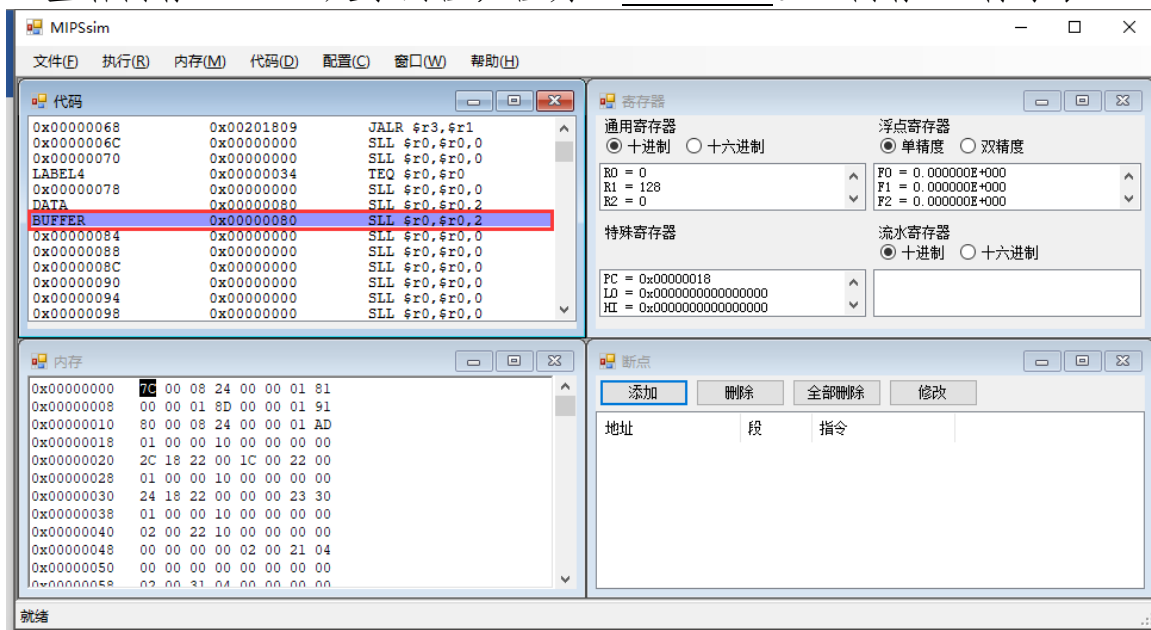 MIPSsim
文件(F) 执行(R) 内存(M) 代码(D) 配置(C) 窗口(W) 帮助(H)
代码
0x00000068 0x00201809 JALR $r3,$r1
0x0000006C 0x00000000 SLL $r0,$r0,0
0x00000070 0x00000000 SLL $r0,$r0,0
LABEL4 0x00000034 TEQ $r0,$r0
0x00000078 0x00000000 SLL $r0,$r0,0
DATA 0x00000080 SLL $r0,$r0,2
BUFFER 0x00000080 SLL $r0,$r0,2
0x00000084 0x00000000 SLL $r0,$r0,0
0x00000088 0x00000000 SLL $r0,$r0,0
0x0000008C 0x00000000 SLL $r0,$r0,0
0x00000090 0x00000000 SLL $r0,$r0,0
0x00000094 0x00000000 SLL $r0,$r0,0
0x00000098 0x00000000 SLL $r0,$r0,0
寄存器
通用寄存器 浮点寄存器
十进制 十六进制 单精度 双精度
R0 = 0 F0 = 0.000000E+000
R1 = 128 F1 = 0.000000E+000
R2 = 0 F2 = 0.000000E+000
特殊寄存器 流水寄存器
十进制 十六进制
PC = 0x00000018
LO = 0x0000000000000000
HI = 0x0000000000000000
内存
0x00000000 7C 00 08 24 00 00 01 81
0x00000008 00 00 01 8D 00 00 01 91
0x00000010 80 00 08 24 00 00 01 AD
0x00000018 01 00 00 10 00 00 00 00
0x00000020 2C 18 22 00 1C 00 22 00
0x00000028 01 00 00 10 00 00 00 00
0x00000030 24 18 22 00 00 00 23 30
0x00000038 01 00 00 10 00 00 00 00
0x00000040 02 00 22 10 00 00 00 00
0x00000048 00 00 00 00 02 00 21 04
0x00000050 00 00 00 00 00 00 00 00
0x00000058 02 00 31 04 00 00 00 00
断点
添加 删除 全部删除 修改
地址 段 指令
就绪